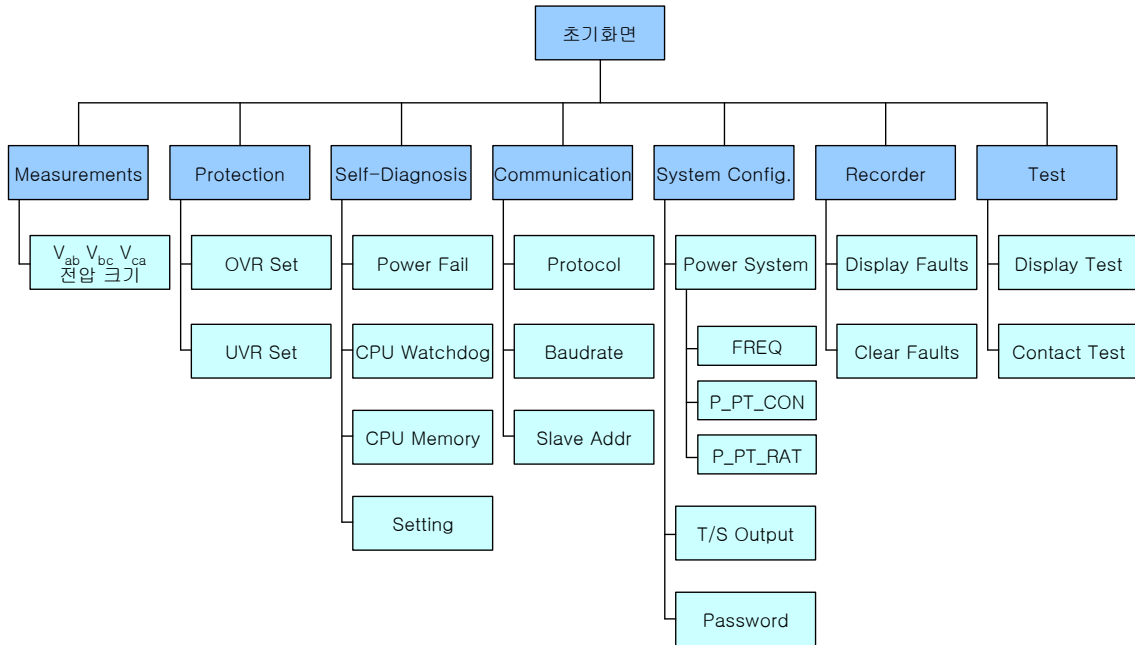 초기화면
Measurements
Protection
Self-Diagnosis
Communication
System Config.
Recorder
Test
Vab Vbc Vca
전압 크기
OVR Set
UVR Set
Power Fail
CPU Watchdog
CPU Memory
Setting
Protocol
Baudrate
Slave Addr
Power System
FREQ
P_PT_CON
P_PT_RAT
T/S Output
Password
Display Faults
Clear Faults
Display Test
Contact Test